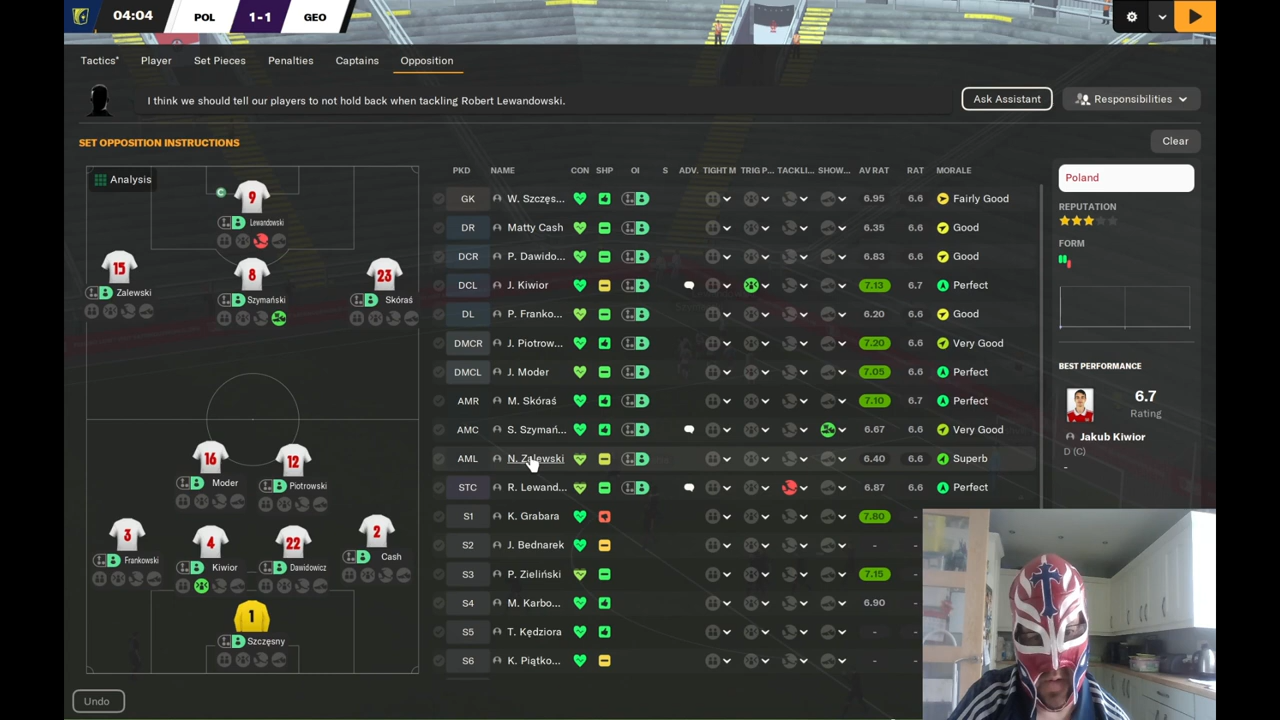 04:04 POL 1-1 GEO
Tactics* Player Set Pieces Penalties Captains Opposition
I think we should tell our players to not hold back when tackling Robert Lewandowski.
Ask Assistant
Responsibilities
SET OPPOSITION INSTRUCTIONS
Clear
Analysis
9
Lewandowski
15
Zalewski
8
Szymański
23
Skóraś
16
Moder
12
Piotrowski
3
Frankowski
4
Kiwior
22
Dawidowicz
2
Cash
1
Szczęsny
Undo
PKD NAME CON SHP OI S ADV. TIGHT M TRIG P... TACKLI... SHOW... AV RAT RAT MORALE
GK W. Szczęs... 6.95 6.6 Fairly Good
DR Matty Cash 6.35 6.6 Good
DCR P. Dawido... 6.83 6.6 Good
DCL J. Kiwior 7.13 6.7 Perfect
DL P. Franko... 6.20 6.6 Good
DMCR J. Piotrow... 7.20 6.6 Very Good
DMCL J. Moder 7.05 6.6 Perfect
AMR M. Skóraś 7.10 6.7 Perfect
AMC S. Szymań... 6.67 6.6 Very Good
AML N. Zalewski 6.40 6.6 Superb
STC R. Lewand... 6.87 6.6 Perfect
S1 K. Grabara 7.80 -
S2 J. Bednarek - -
S3 P. Zieliński 7.15 -
S4 M. Karbo... 6.90 -
S5 T. Kędziora - -
S6 K. Piątko... - -
Poland
REPUTATION
FORM
BEST PERFORMANCE
6.7
Rating
Jakub Kiwior
D (C)
-